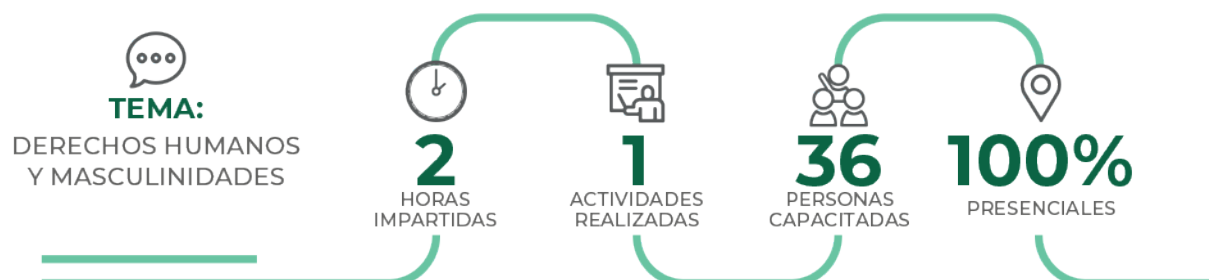 TEMA:
DERECHOS HUMANOS
Y MASCULINIDADES
2
HORAS
IMPARTIDAS
1
ACTIVIDADES
REALIZADAS
36
PERSONAS
CAPACITADAS
100%
PRESENCIALES